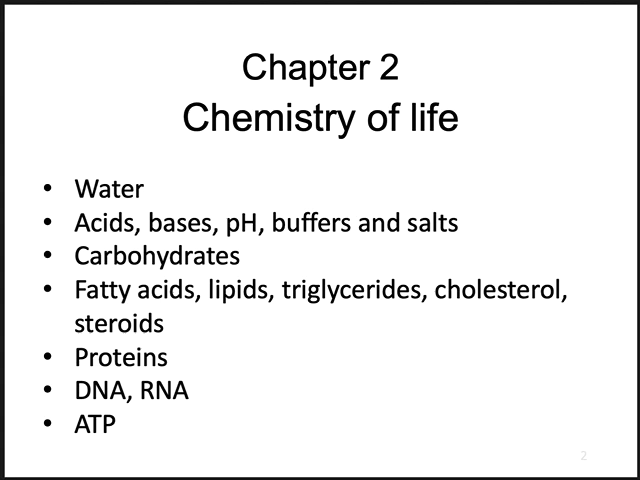 Chapter 2
Chemistry of life
• Water
• Acids, bases, pH, buffers and salts
• Carbohydrates
• Fatty acids, lipids, triglycerides, cholesterol,
steroids
• Proteins
• DNA, RNA
• ATP
2